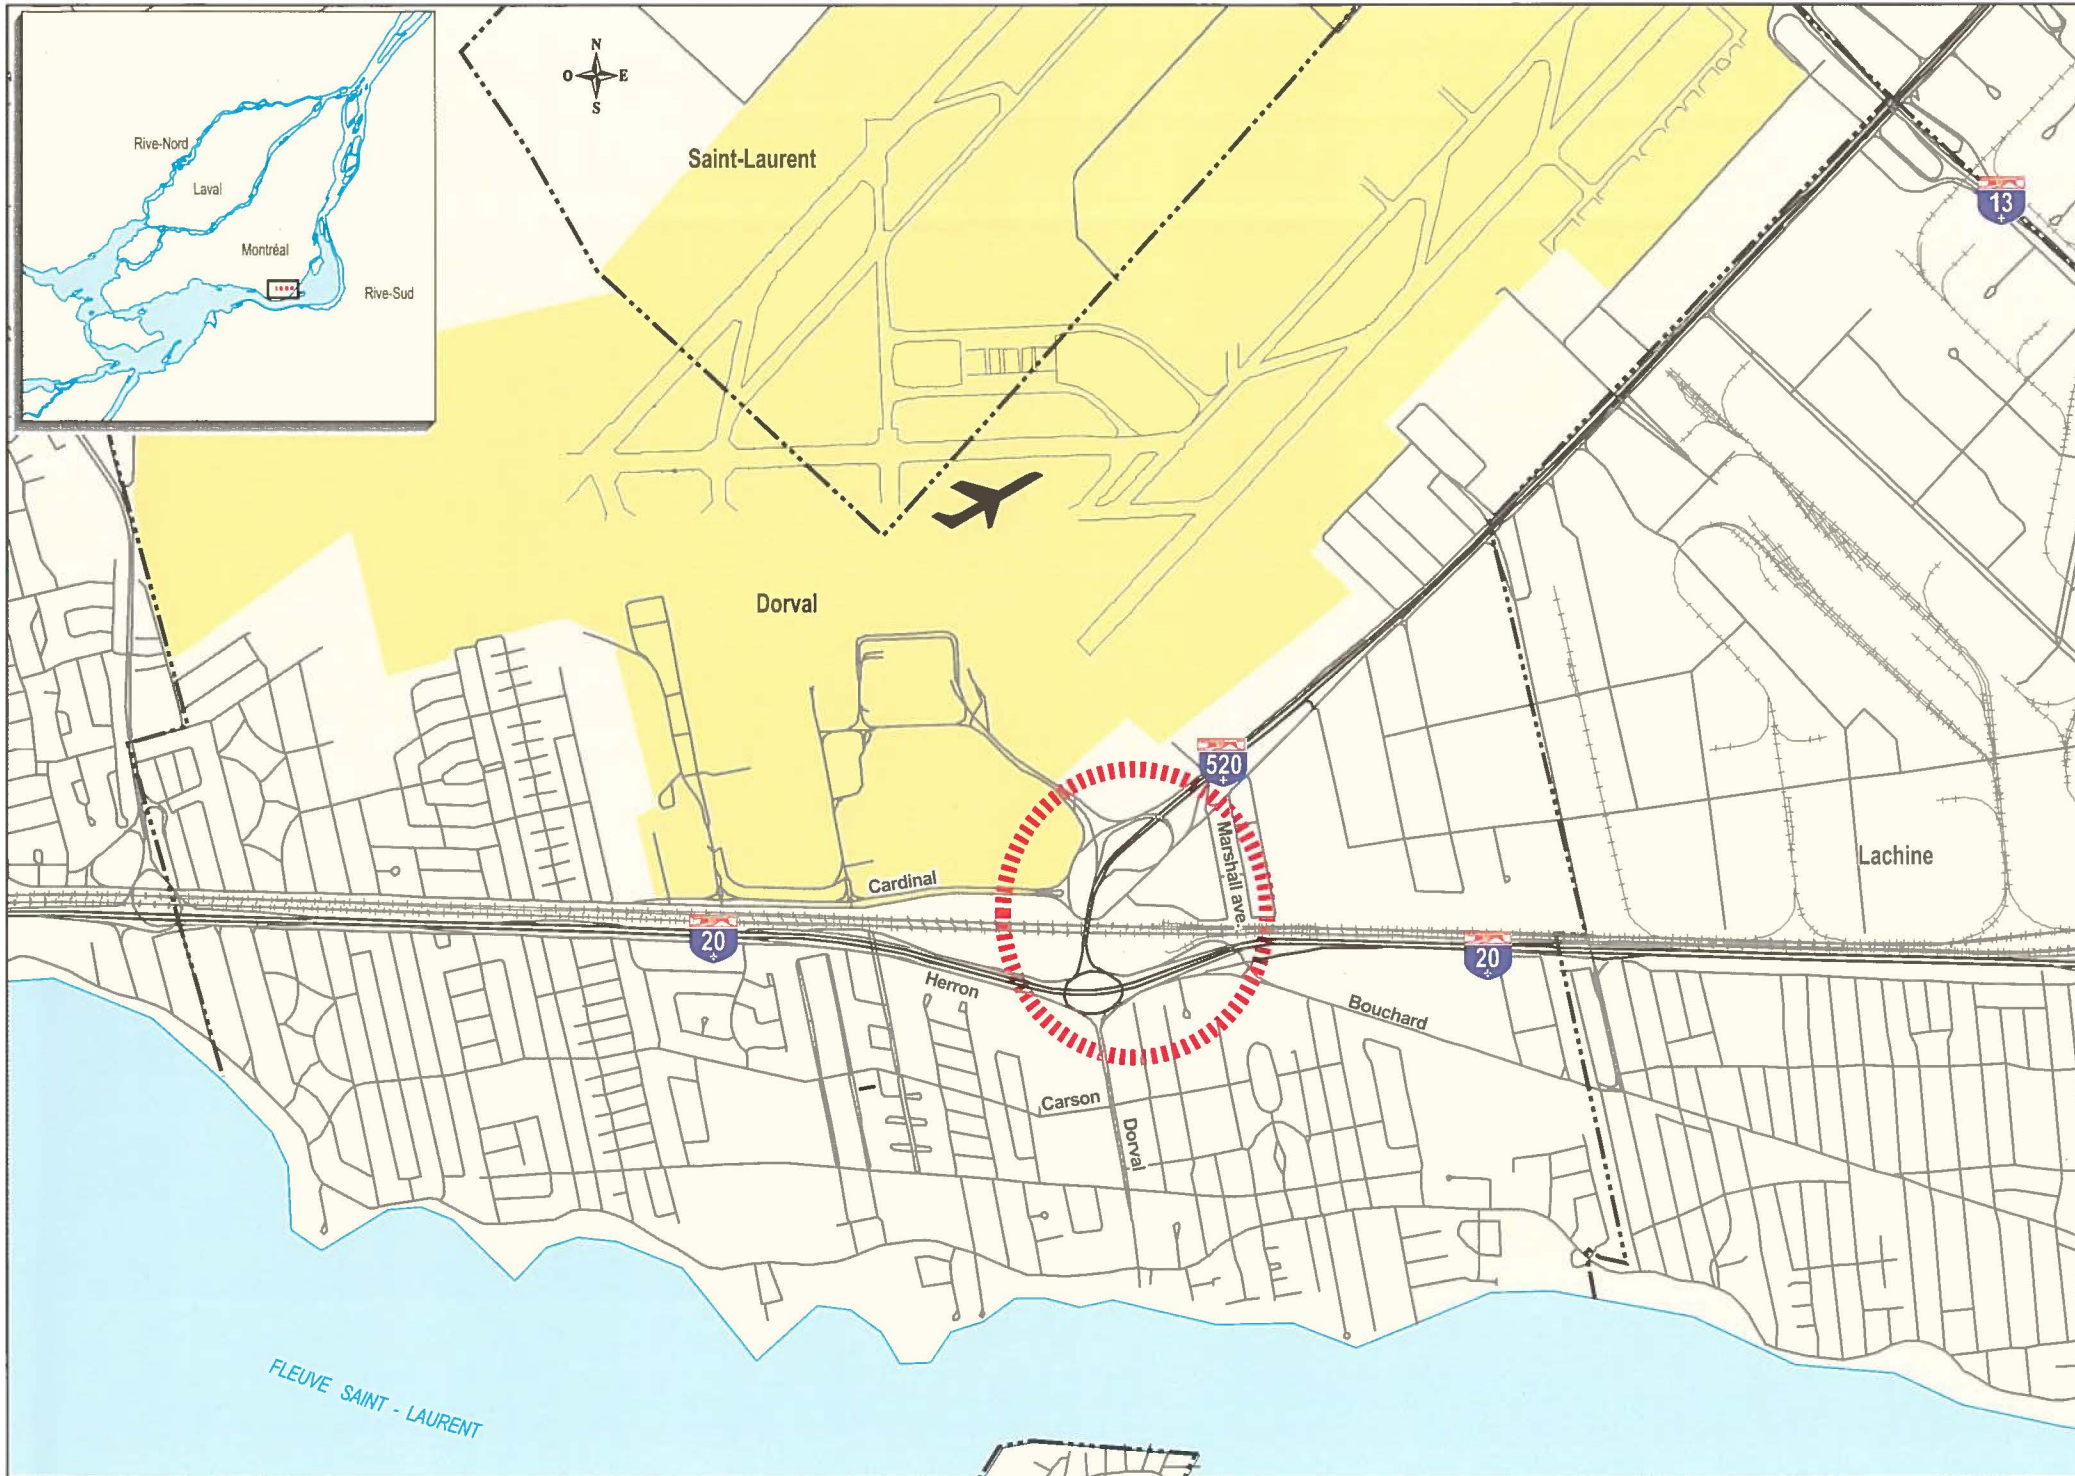 N
O E
S
Rive-Nord
Laval
Montréal
Rive-Sud
Saint-Laurent
13
Dorval
520
Marshall ave.
Lachine
Cardinal
20
20
Herron
Bouchard
Carson
Dorval
FLEUVE SAINT - LAURENT